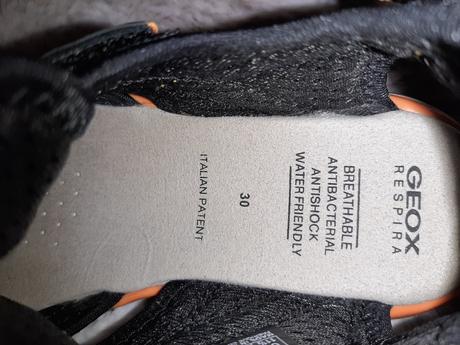 GEOX
RESPIRA
BREATHABLE
ANTIBACTERIAL
ANTISHOCK
WATER FRIENDLY
30
ITALIAN PATENT